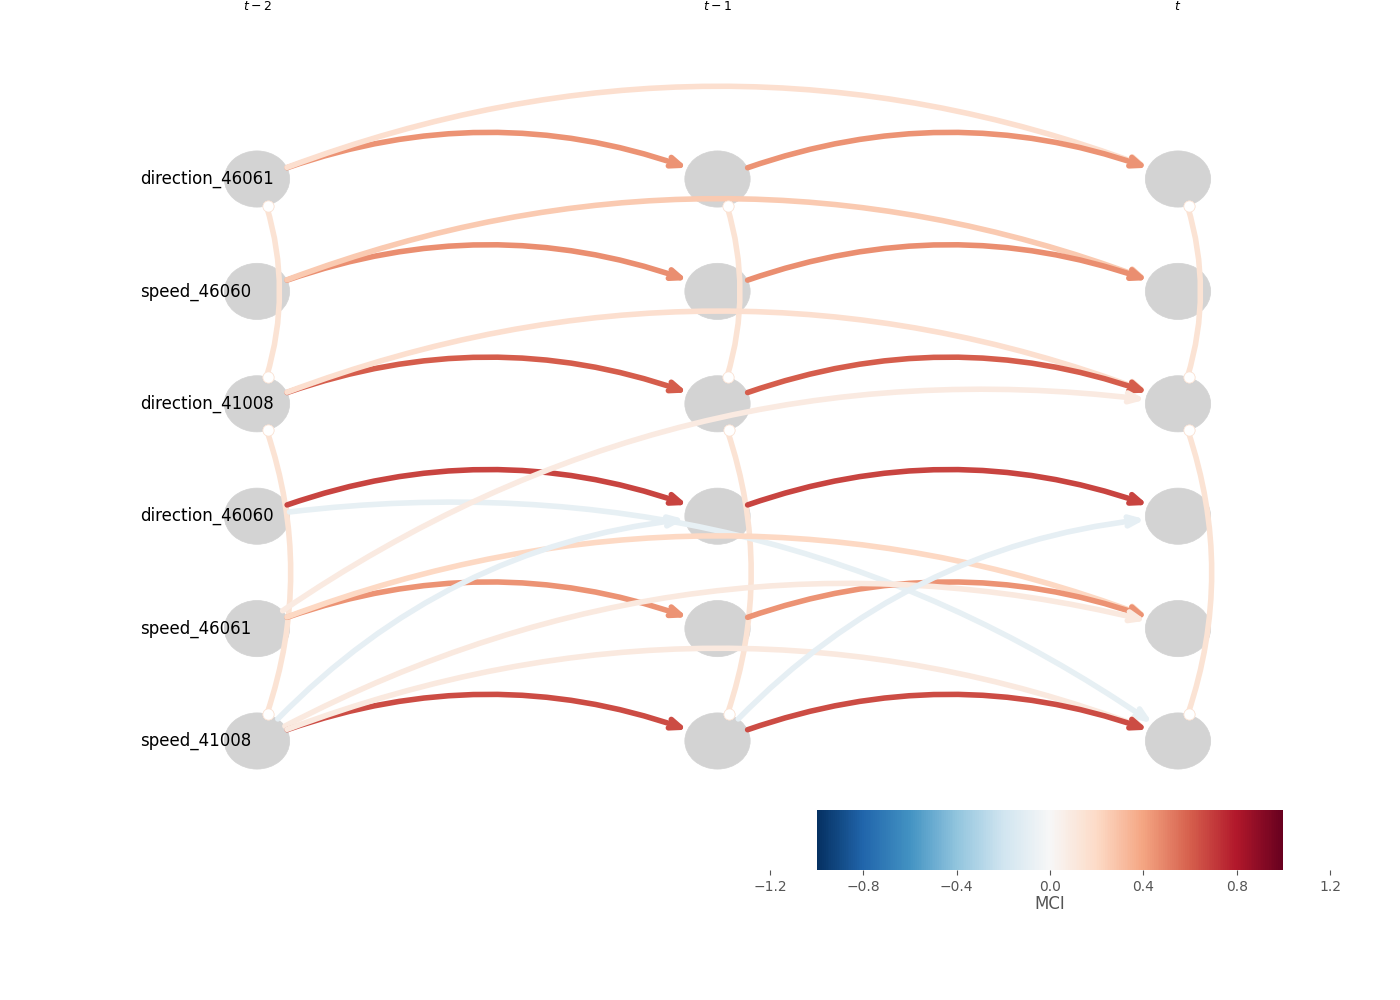 t − 2 t − 1 t
direction_46061
speed_46060
direction_41008
direction_46060
speed_46061
speed_41008
−1.2 −0.8 −0.4 0.0 0.4 0.8 1.2
MCI